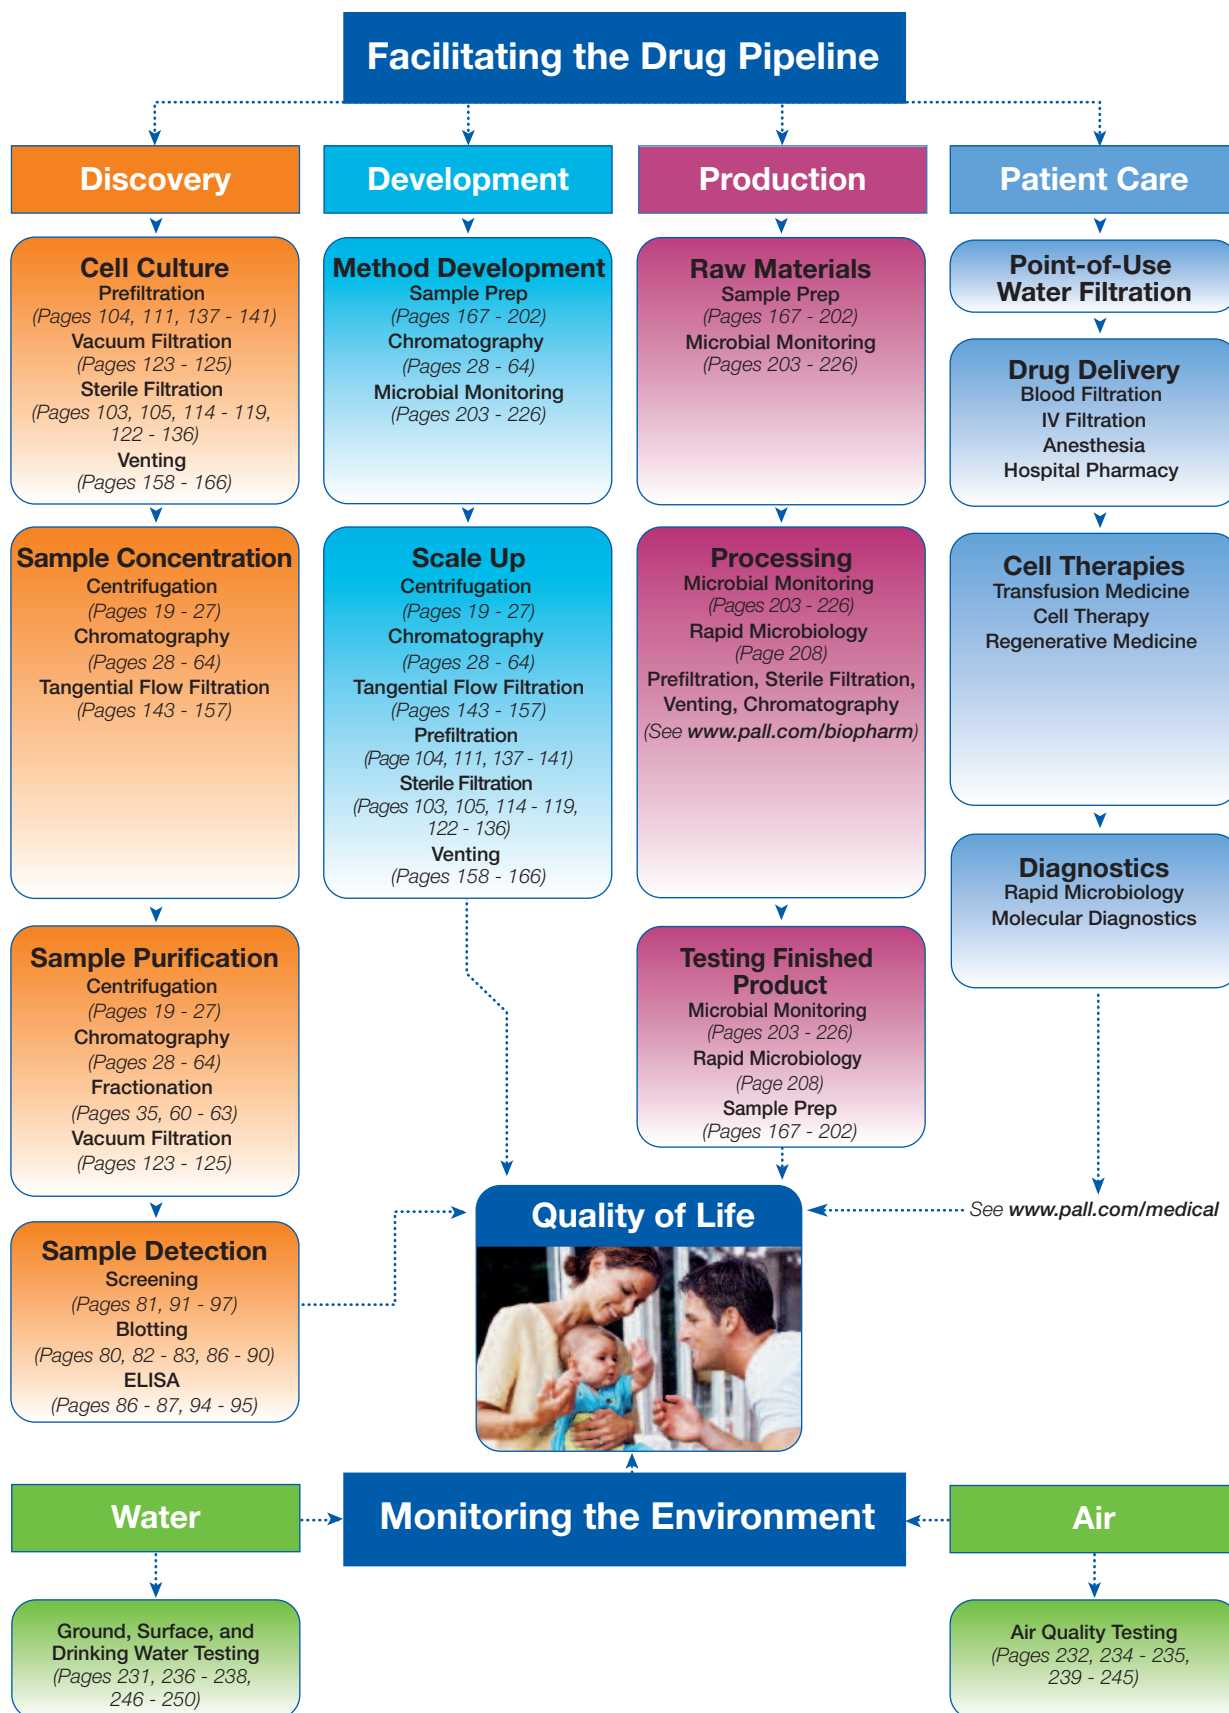 Facilitating the Drug Pipeline
Discovery
Cell Culture
Prefiltration
(Pages 104, 111, 137 - 141)
Vacuum Filtration
(Pages 123 - 125)
Sterile Filtration
(Pages 103, 105, 114 - 119,
122 - 136)
Venting
(Pages 158 - 166)
Sample Concentration
Centrifugation
(Pages 19 - 27)
Chromatography
(Pages 28 - 64)
Tangential Flow Filtration
(Pages 143 - 157)
Sample Purification
Centrifugation
(Pages 19 - 27)
Chromatography
(Pages 28 - 64)
Fractionation
(Pages 35, 60 - 63)
Vacuum Filtration
(Pages 123 - 125)
Sample Detection
Screening
(Pages 81, 91 - 97)
Blotting
(Pages 80, 82 - 83, 86 - 90)
ELISA
(Pages 86 - 87, 94 - 95)
Development
Method Development
Sample Prep
(Pages 167 - 202)
Chromatography
(Pages 28 - 64)
Microbial Monitoring
(Pages 203 - 226)
Scale Up
Centrifugation
(Pages 19 - 27)
Chromatography
(Pages 28 - 64)
Tangential Flow Filtration
(Pages 143 - 157)
Prefiltration
(Page 104, 111, 137 - 141)
Sterile Filtration
(Pages 103, 105, 114 - 119,
122 - 136)
Venting
(Pages 158 - 166)
Production
Raw Materials
Sample Prep
(Pages 167 - 202)
Microbial Monitoring
(Pages 203 - 226)
Processing
Microbial Monitoring
(Pages 203 - 226)
Rapid Microbiology
(Page 208)
Prefiltration, Sterile Filtration,
Venting, Chromatography
(See www.pall.com/biopharm)
Testing Finished
Product
Microbial Monitoring
(Pages 203 - 226)
Rapid Microbiology
(Page 208)
Sample Prep
(Pages 167 - 202)
Patient Care
Point-of-Use
Water Filtration
Drug Delivery
Blood Filtration
IV Filtration
Anesthesia
Hospital Pharmacy
Cell Therapies
Transfusion Medicine
Cell Therapy
Regenerative Medicine
Diagnostics
Rapid Microbiology
Molecular Diagnostics
See www.pall.com/medical
Quality of Life
Monitoring the Environment
Water
Ground, Surface, and
Drinking Water Testing
(Pages 231, 236 - 238,
246 - 250)
Air
Air Quality Testing
(Pages 232, 234 - 235,
239 - 245)